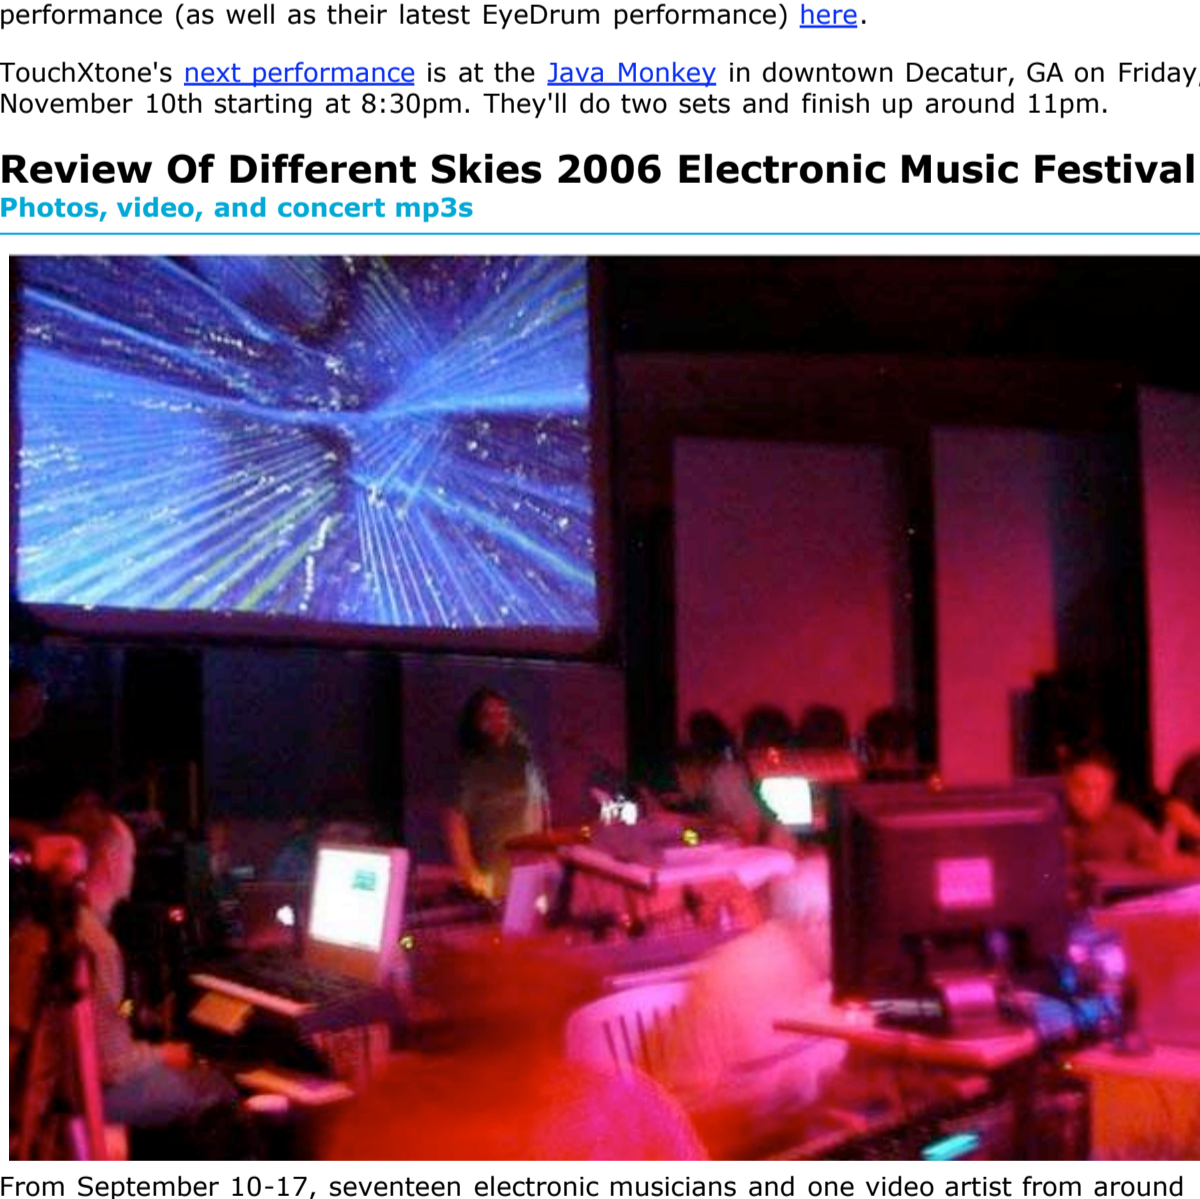 performance (as well as their latest EyeDrum performance) here.
TouchXtone's next performance is at the Java Monkey in downtown Decatur, GA on Friday,
November 10th starting at 8:30pm. They'll do two sets and finish up around 11pm.
Review Of Different Skies 2006 Electronic Music Festival
Photos, video, and concert mp3s
From September 10-17, seventeen electronic musicians and one video artist from around